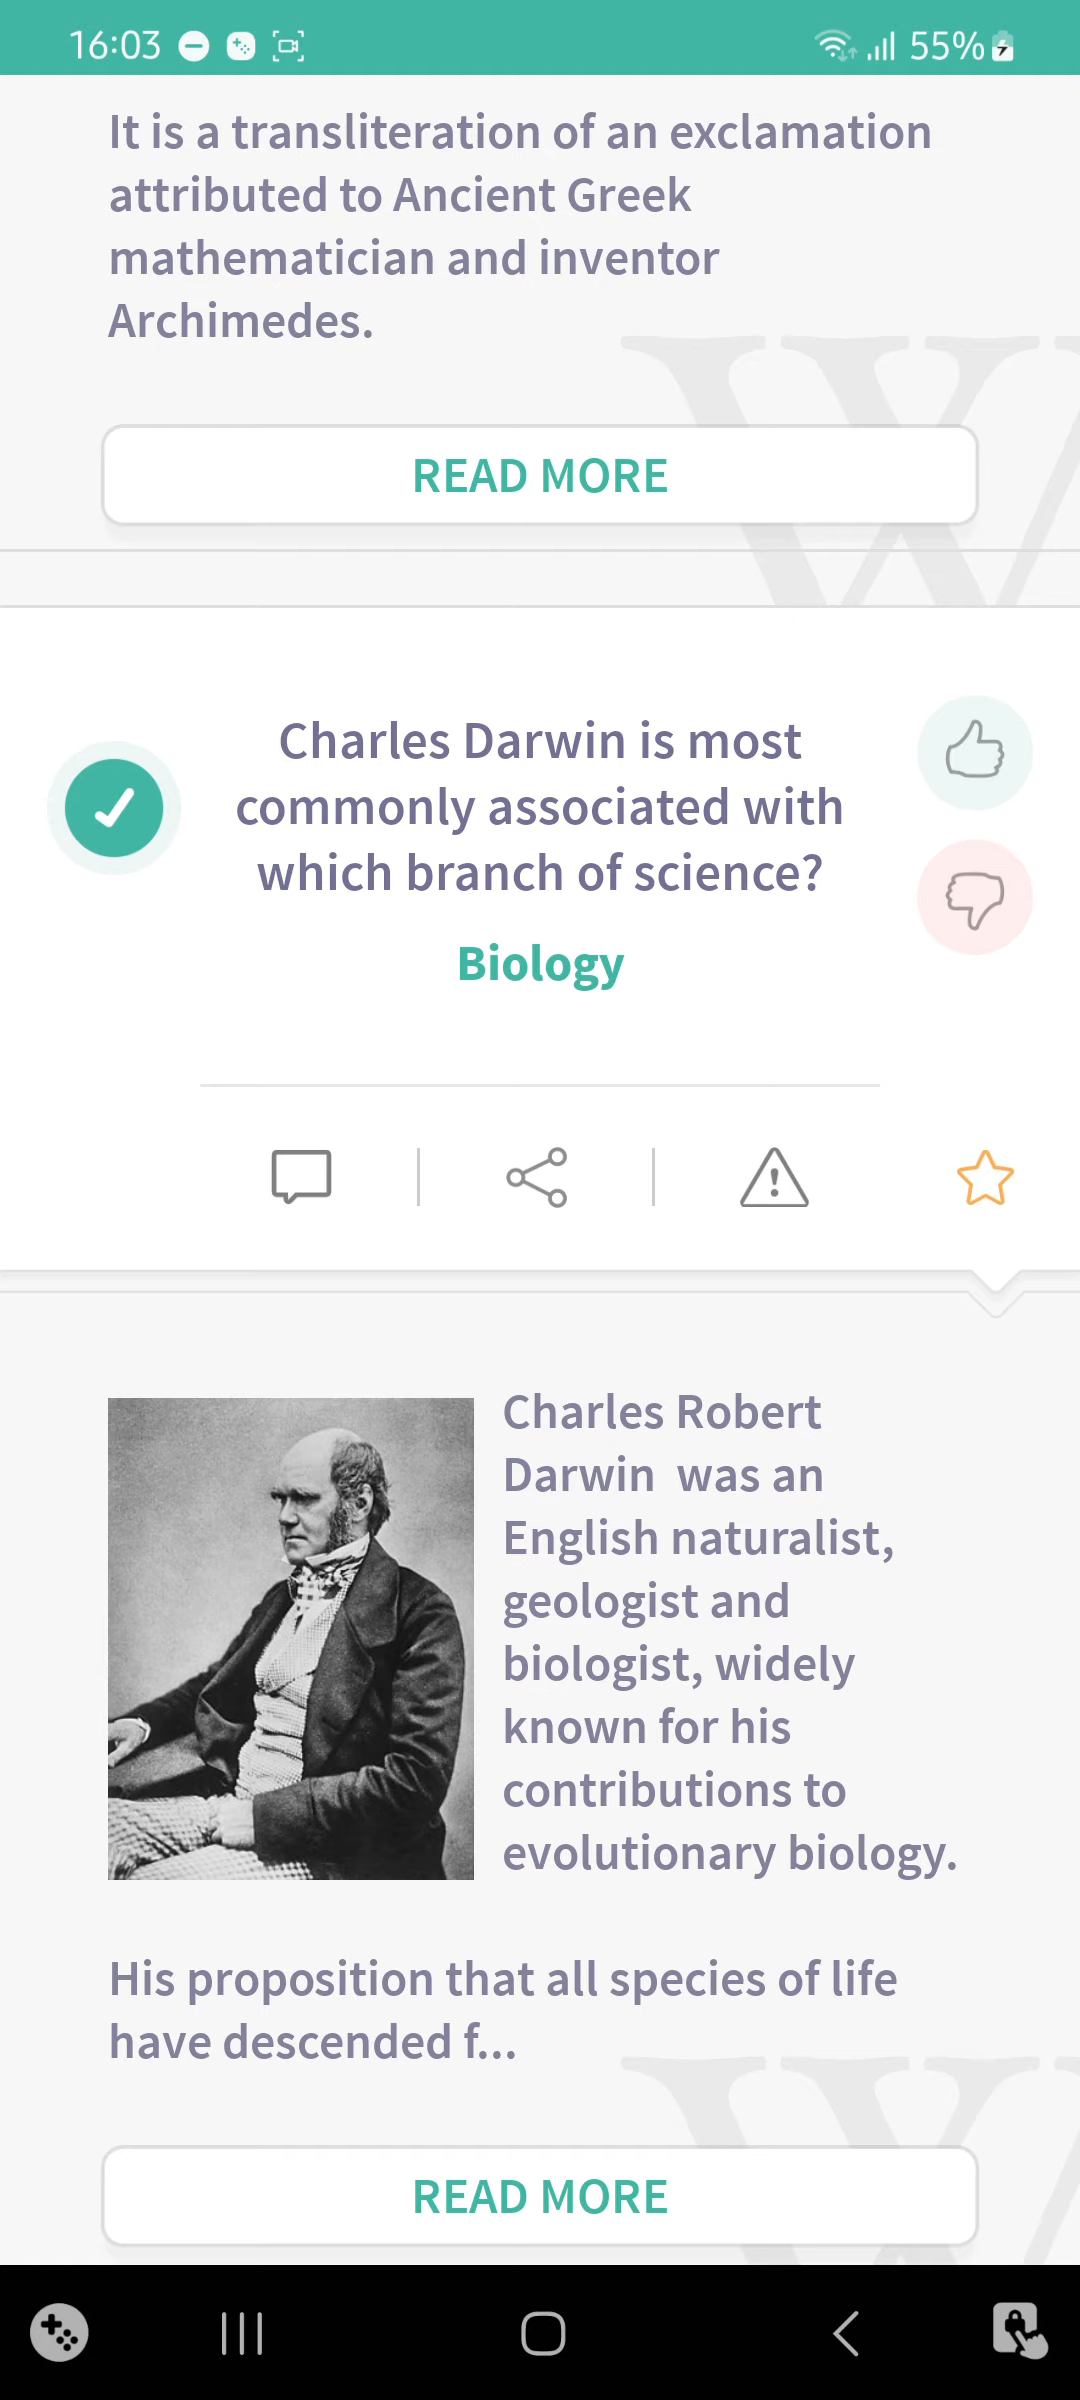 16:03
55%
It is a transliteration of an exclamation
attributed to Ancient Greek
mathematician and inventor
Archimedes.
READ MORE
Charles Darwin is most
commonly associated with
which branch of science?
Biology
Charles Robert
Darwin  was an
English naturalist,
geologist and
biologist, widely
known for his
contributions to
evolutionary biology.
His proposition that all species of life
have descended f...
READ MORE